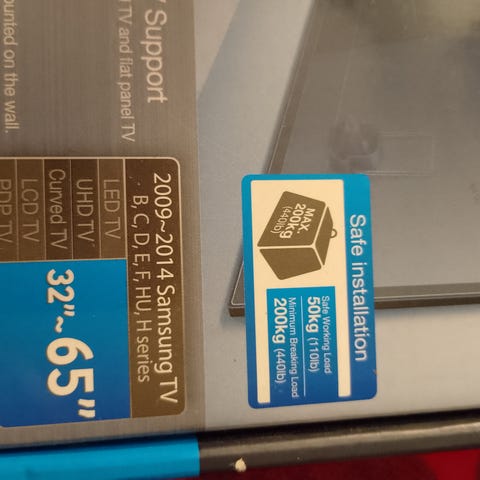 Support
TV and flat panel TV
ounted on the wall.
2009~2014 Samsung TV
B, C, D, E, F, HU, H series
LED TV
UHD TV
Curved TV
LCD TV
PDP TV
32"~65"
Safe installation
MAX.
200kg
(440lb)
Safe Working Load
50kg (110lb)
Minimum Breaking Load
200kg (440lb)